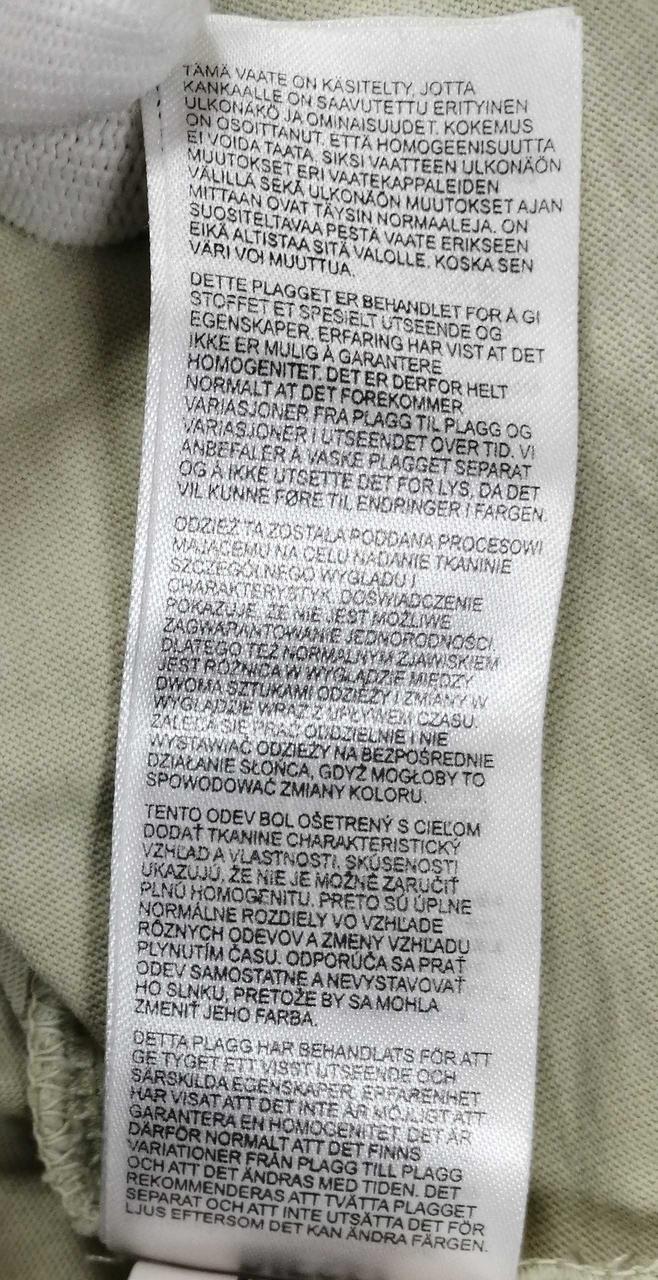 TÄMÄ VAATE ON KÄSITELTY, JOTTA
KANKAALLE ON SAAVUTETTU ERITYINEN
ULKONÄKÖ JA OMINAISUUDET. KOKEMUS
ON OSOITTANUT, ETTÄ HOMOGEENISUUTTA
EI VOIDA TAATA, SIKSI VAATTEEN ULKONÄÖN
MUUTOKSET ERI VAATEKAPPALEIDEN
VÄLILLÄ SEKÄ ULKONÄÖN MUUTOKSET AJAN
MITTAAN OVAT TÄYSIN NORMAALEJA. ON
SUOSITELTAVAA PESTÄ VAATE ERIKSEEN
EIKÄ ALTISTAA SITÄ VALOLLE, KOSKA SEN
VÄRI VOI MUUTTUA.
DETTE PLAGGET ER BEHANDLET FOR Å GI
STOFFET ET SPESIELT UTSEENDE OG
EGENSKAPER. ERFARING HAR VIST AT DET
IKKE ER MULIG Å GARANTERE
HOMOGENITET. DET ER DERFOR HELT
NORMALT AT DET FOREKOMMER
VARIASJONER FRA PLAGG TIL PLAGG OG
VARIASJONER I UTSEENDET OVER TID. VI
ANBEFALER Å VASKE PLAGGET SEPARAT
OG Å IKKE UTSETTE DET FOR LYS, DA DET
VIL KUNNE FØRE TIL ENDRINGER I FARGEN.
ODZIEŻ TA ZOSTAŁA PODDANA PROCESOWI
MAJĄCEMU NA CELU NADANIE TKANINIE
SZCZEGÓLNEGO WYGLĄDU I
CHARAKTERYSTYK. DOŚWIADCZENIE
POKAZUJE, ŻE NIE JEST MOŻLIWE
ZAGWARANTOWANIE JEDNORODNOŚCI,
DLATEGO TEŻ NORMALNYM ZJAWISKIEM
JEST RÓŻNICA W WYGLĄDZIE MIĘDZY
DWOMA SZTUKAMI ODZIEŻY I ZMIANY W
WYGLĄDZIE WRAZ Z UPŁYWEM CZASU.
ZALECA SIĘ PRAĆ ODDZIELNIE I NIE
WYSTAWIAĆ ODZIEŻY NA BEZPOŚREDNIE
DZIAŁANIE SŁOŃCA, GDYŻ MOGŁOBY TO
SPOWODOWAĆ ZMIANY KOLORU.
TENTO ODEV BOL OŠETRENÝ S CIEĽOM
DODAŤ TKANINE CHARAKTERISTICKÝ
VZHĽAD A VLASTNOSTI. SKÚSENOSTI
UKAZUJÚ, ŽE NIE JE MOŽNÉ ZARUČIŤ
PLNÚ HOMOGENITU. PRETO SÚ ÚPLNE
NORMÁLNE ROZDIELY VO VZHĽADE
RÔZNYCH ODEVOV A ZMENY VZHĽADU
PLYNUTÍM ČASU. ODPORÚČA SA PRAŤ
ODEV SAMOSTATNE A NEVYSTAVOVAŤ
HO SLNKU, PRETOŽE BY SA MOHLA
ZMENIŤ JEHO FARBA.
DETTA PLAGG HAR BEHANDLATS FÖR ATT
GE TYGET ETT VISST UTSEENDE OCH
SÄRSKILDA EGENSKAPER. ERFARENHET
HAR VISAT ATT DET INTE ÄR MÖJLIGT ATT
GARANTERA EN HOMOGENITET. DET ÄR
DÄRFÖR NORMALT ATT DET FINNS
VARIATIONER FRÅN PLAGG TILL PLAGG
OCH ATT DET ÄNDRAS MED TIDEN. DET
REKOMMENDERAS ATT TVÄTTA PLAGGET
SEPARAT OCH ATT INTE UTSÄTTA DET FÖR
LJUS EFTERSOM DET KAN ÄNDRA FÄRGEN.